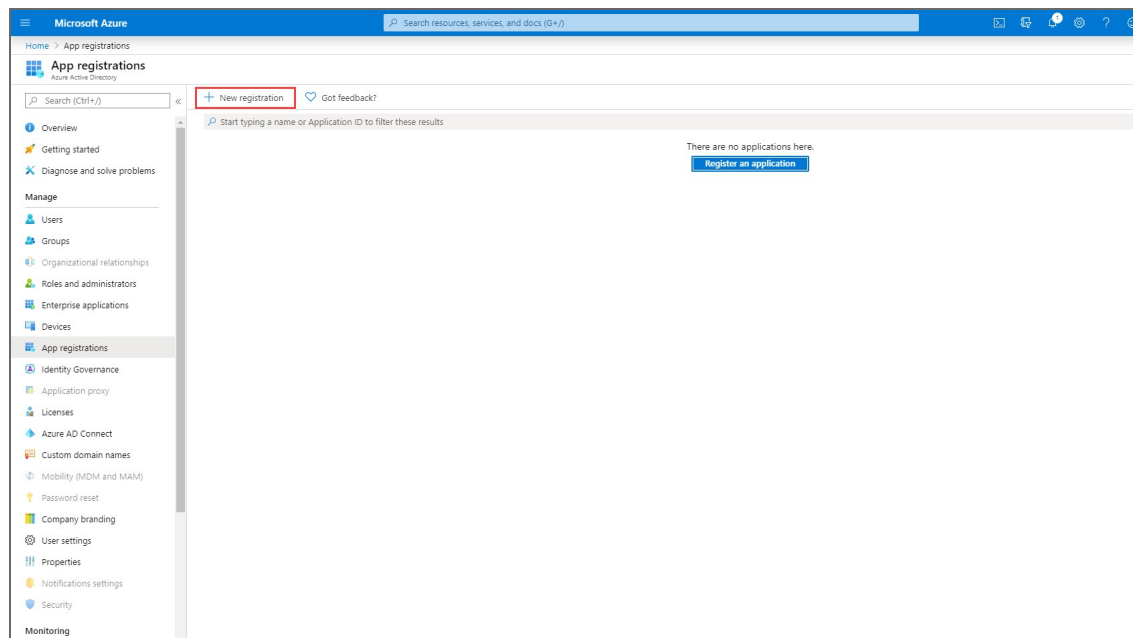 Microsoft Azure
Search resources, services, and docs (G+/)
1
?
Home > App registrations
App registrations
Azure Active Directory
Search (Ctrl+/)
«
+ New registration
Got feedback?
Start typing a name or Application ID to filter these results
There are no applications here.
Register an application
Overview
Getting started
Diagnose and solve problems
Manage
Users
Groups
Organizational relationships
Roles and administrators
Enterprise applications
Devices
App registrations
Identity Governance
Application proxy
Licenses
Azure AD Connect
Custom domain names
Mobility (MDM and MAM)
Password reset
Company branding
User settings
Properties
Notifications settings
Security
Monitoring